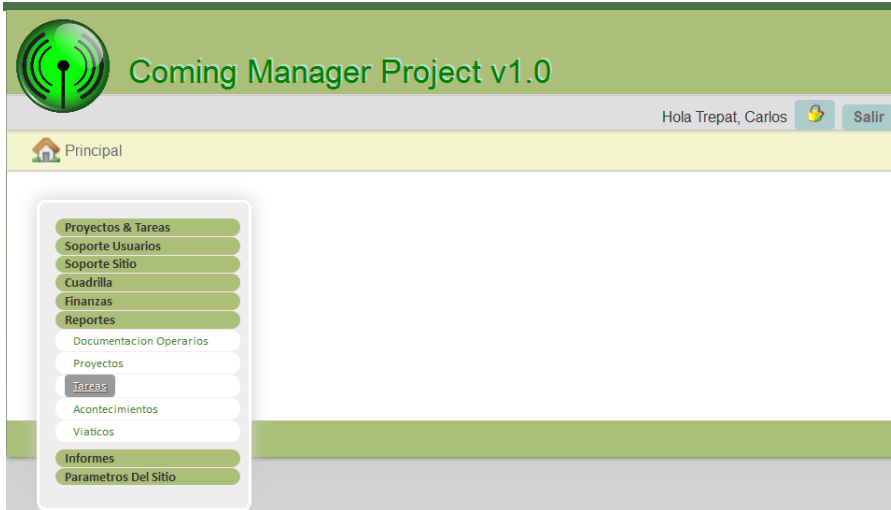 Coming Manager Project v1.0
Hola Trepat, Carlos
Salir
Principal
Proyectos & Tareas
Soporte Usuarios
Soporte Sitio
Cuadrilla
Finanzas
Reportes
Documentacion Operarios
Proyectos
Tareas
Acontecimientos
Viaticos
Informes
Parametros Del Sitio